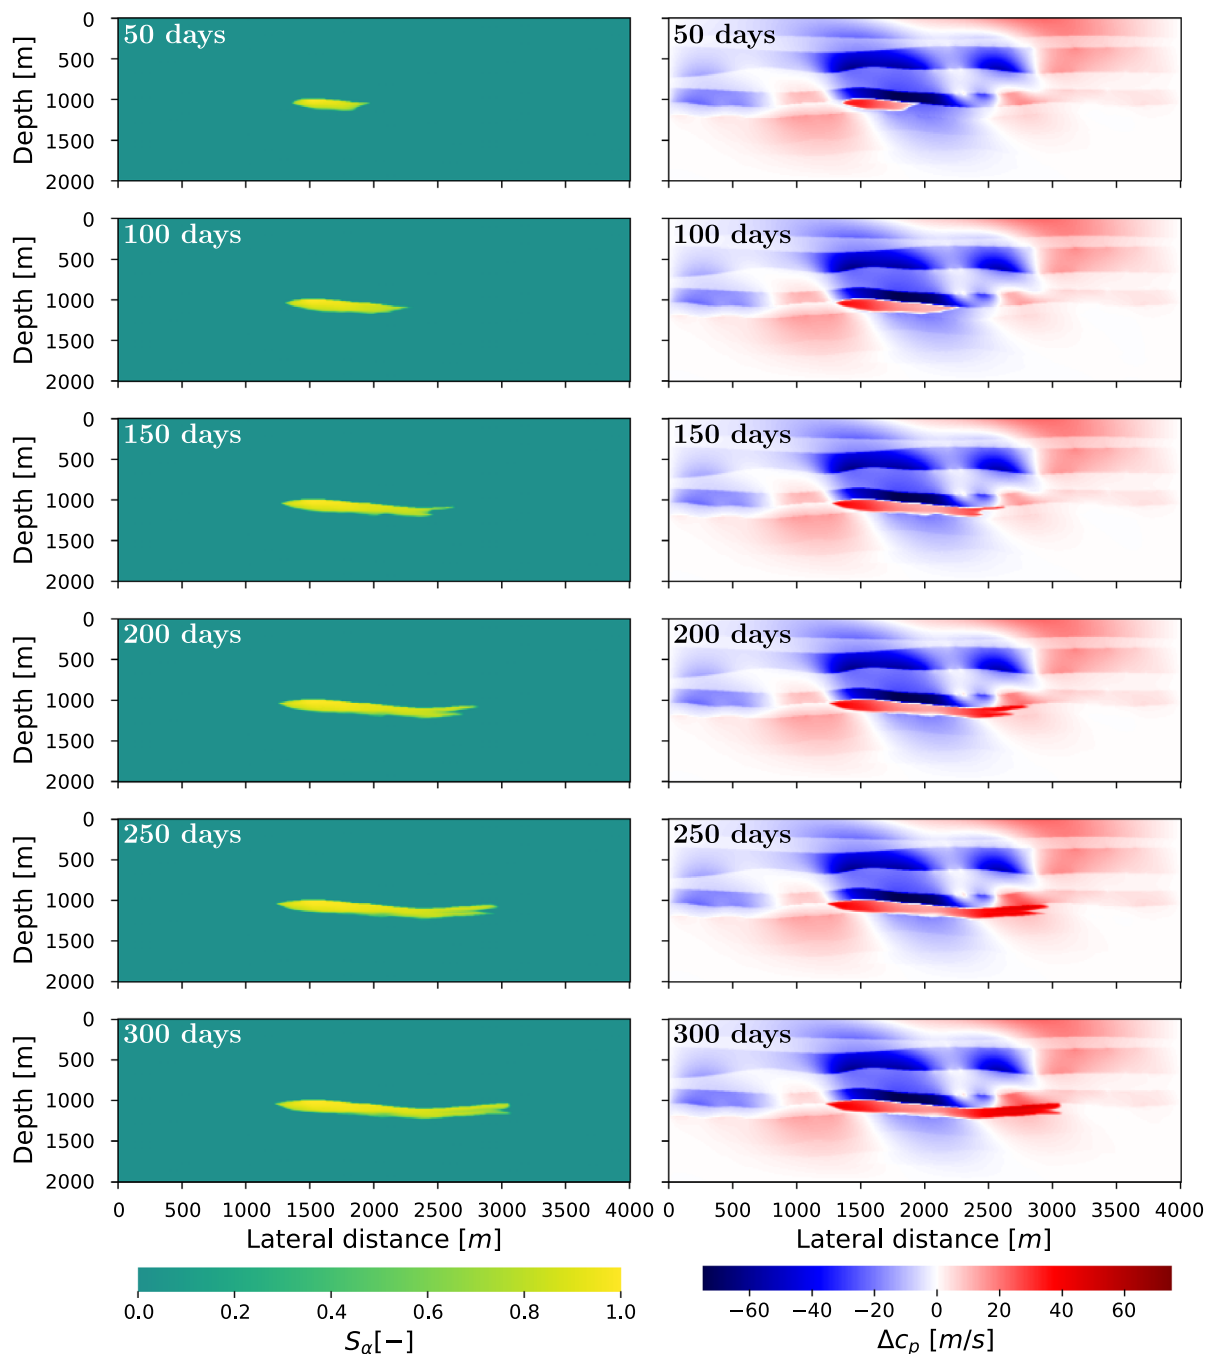 50 days
50 days
Depth [m]
0
500
1000
1500
2000
100 days
100 days
Depth [m]
0
500
1000
1500
2000
150 days
150 days
Depth [m]
0
500
1000
1500
2000
200 days
200 days
Depth [m]
0
500
1000
1500
2000
250 days
250 days
Depth [m]
0
500
1000
1500
2000
300 days
300 days
Depth [m]
0
500
1000
1500
2000
0 500 1000 1500 2000 2500 3000 3500 4000
0 500 1000 1500 2000 2500 3000 3500 4000
Lateral distance [m]
Lateral distance [m]
0.0 0.2 0.4 0.6 0.8 1.0
−60 −40 −20 0 20 40 60
S_α[−]
Δc_p [m/s]